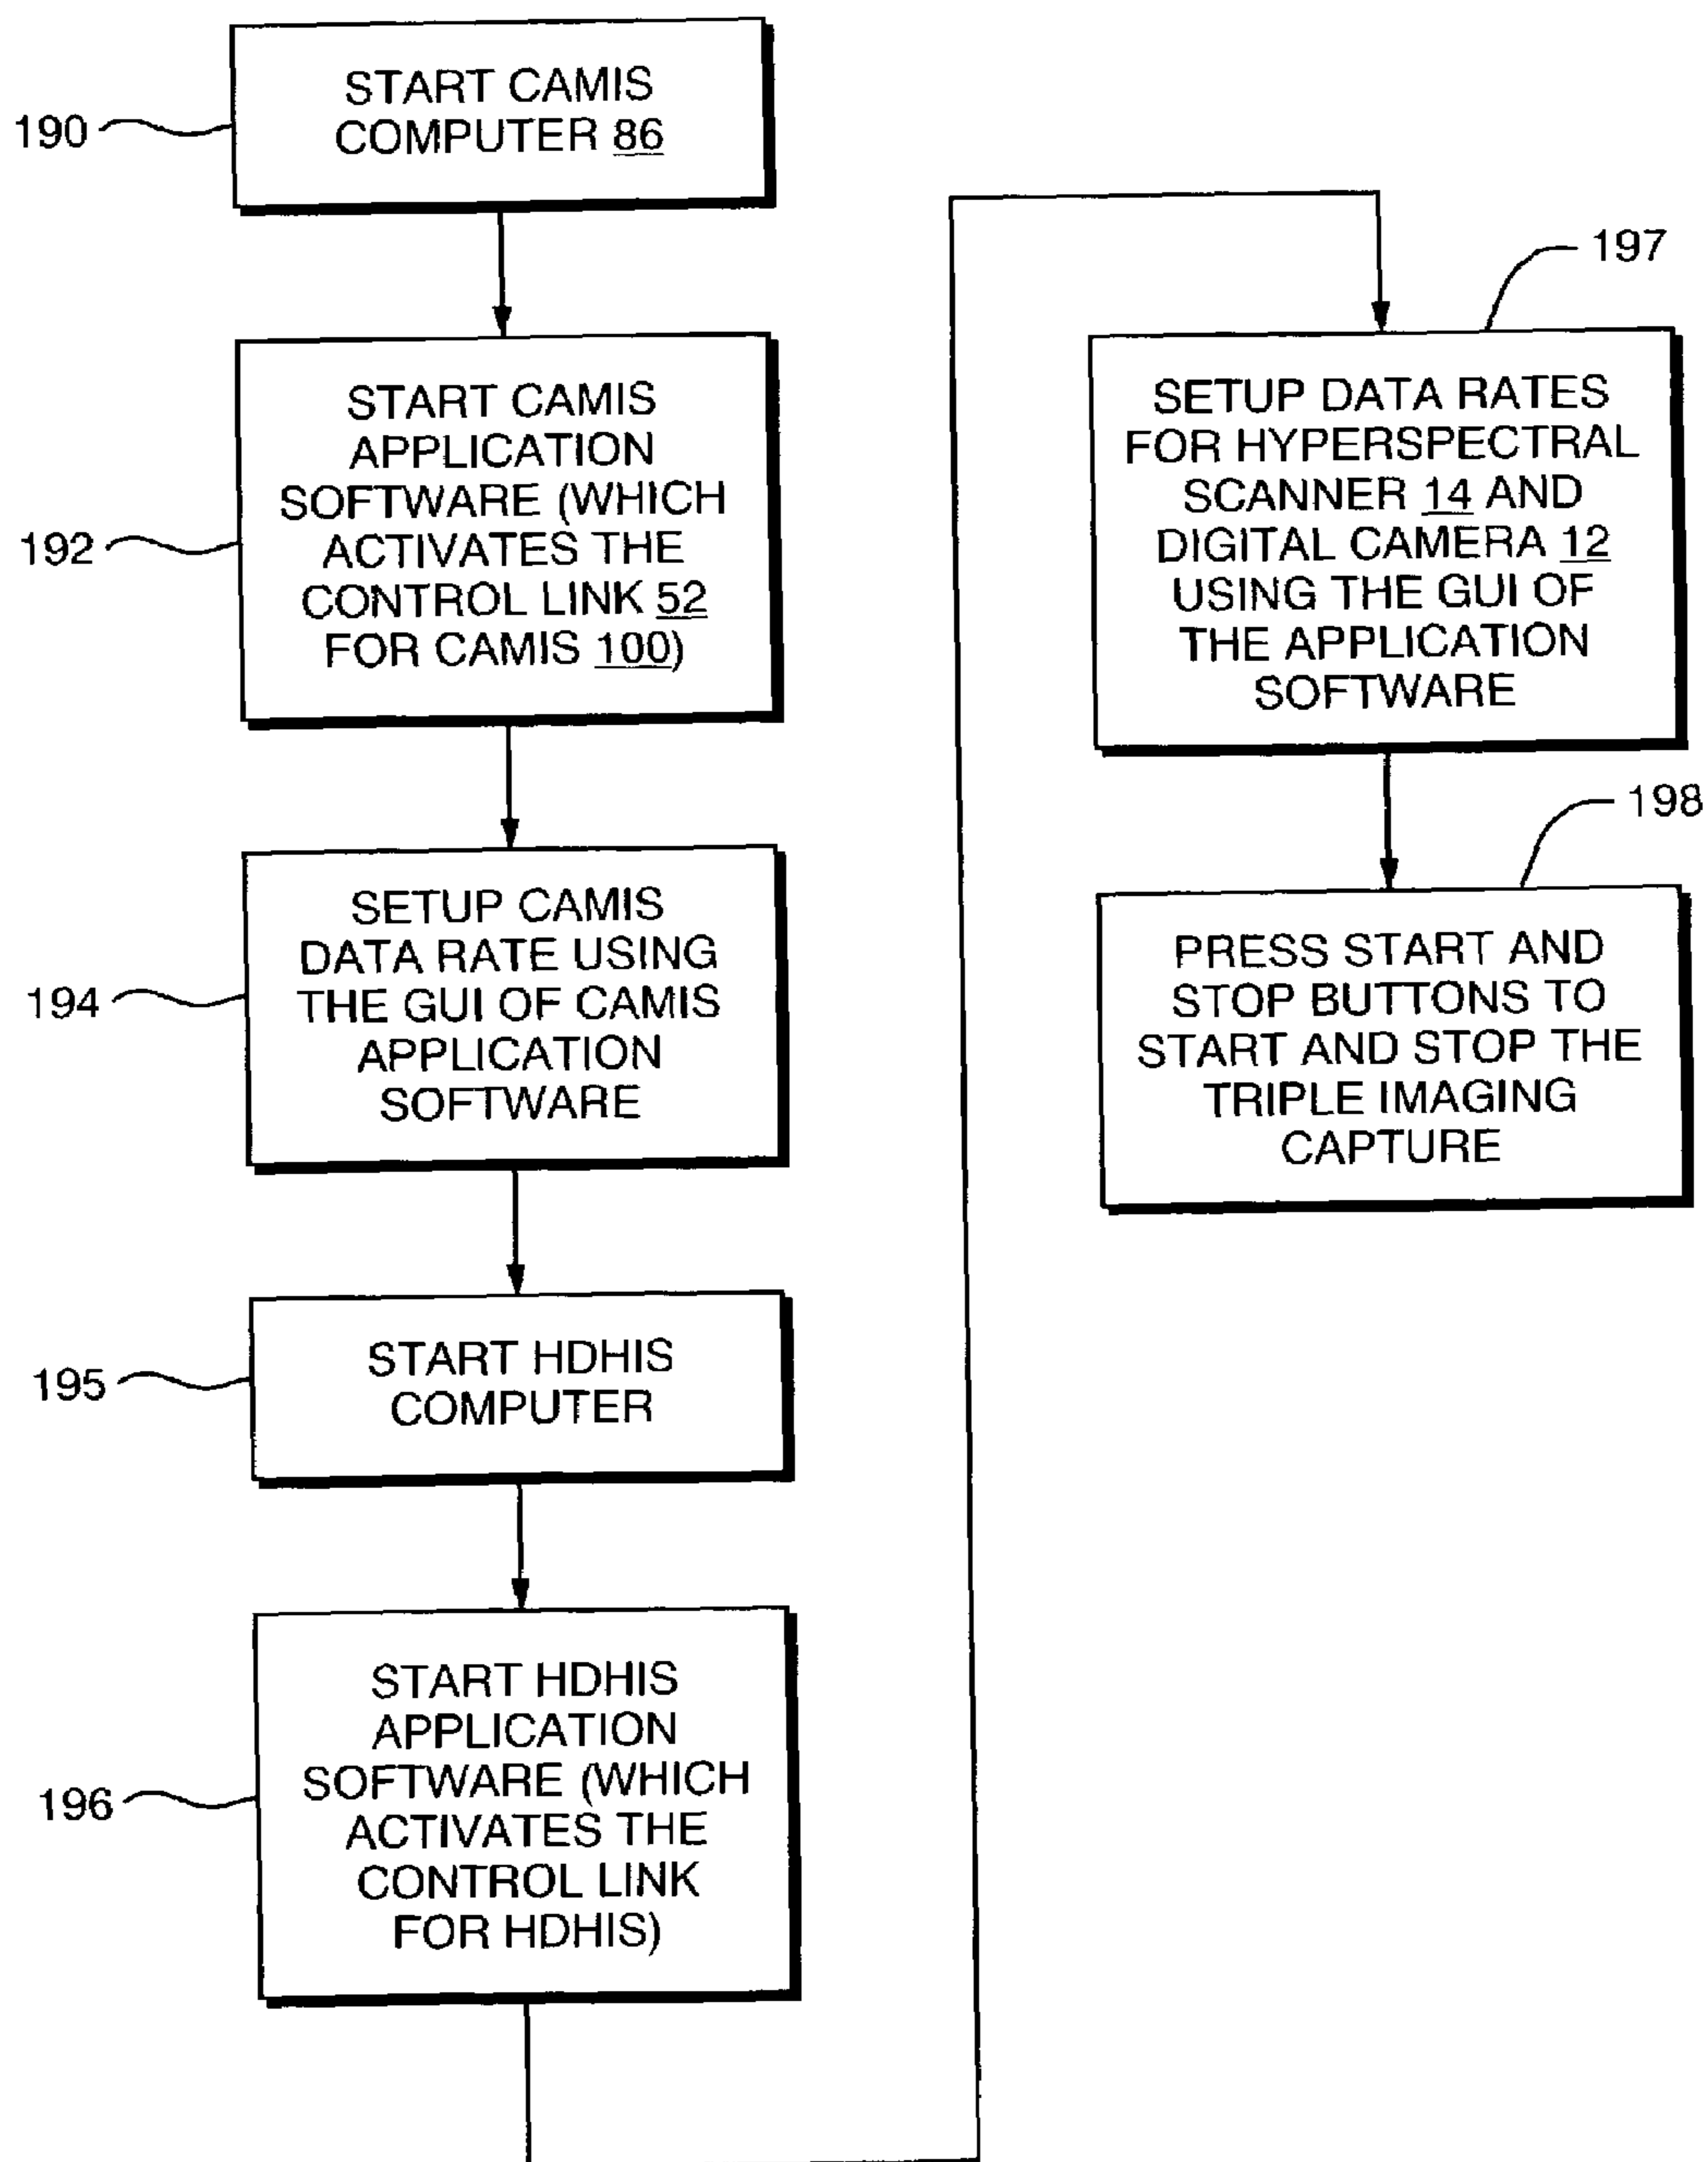 START CAMIS
COMPUTER 86
190
START CAMIS
APPLICATION
SOFTWARE (WHICH
ACTIVATES THE
CONTROL LINK 52
FOR CAMIS 100)
192
SETUP CAMIS
DATA RATE USING
THE GUI OF CAMIS
APPLICATION
SOFTWARE
194
START HDHIS
COMPUTER
195
START HDHIS
APPLICATION
SOFTWARE (WHICH
ACTIVATES THE
CONTROL LINK
FOR HDHIS)
196
197
SETUP DATA RATES
FOR HYPERSPECTRAL
SCANNER 14 AND
DIGITAL CAMERA 12
USING THE GUI OF
THE APPLICATION
SOFTWARE
198
PRESS START AND
STOP BUTTONS TO
START AND STOP THE
TRIPLE IMAGING
CAPTURE